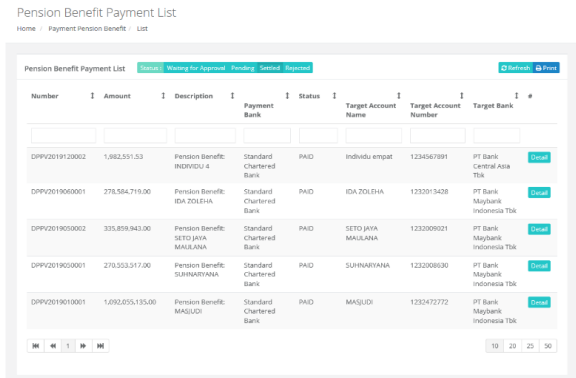 Pension Benefit Payment List
Home / Payment Pension Benefit / List
Pension Benefit Payment List Status : Waiting for Approval Pending Settled Rejected Refresh Print
Number Amount Description Payment Bank Status Target Account Name Target Account Number Target Bank #
DPPV2019120002 1,982,551.53 Pension Benefit: INDIVIDU 4 Standard Chartered Bank PAID Individu empat 1234567891 PT Bank Central Asia Tbk Detail
DPPV2019060001 278,584,719.00 Pension Benefit: IDA ZOLEHA Standard Chartered Bank PAID IDA ZOLEHA 1232013428 PT Bank Maybank Indonesia Tbk Detail
DPPV2019050002 335,859,943.00 Pension Benefit: SETO JAYA MAULANA Standard Chartered Bank PAID SETO JAYA MAULANA 1232009021 PT Bank Maybank Indonesia Tbk Detail
DPPV2019050001 270,553,517.00 Pension Benefit: SUHNARYANA Standard Chartered Bank PAID SUHNARYANA 1232008630 PT Bank Maybank Indonesia Tbk Detail
DPPV2019010001 1,092,055,135.00 Pension Benefit: MASJUDI Standard Chartered Bank PAID MASJUDI 1232472772 PT Bank Maybank Indonesia Tbk Detail
1 10 20 25 50